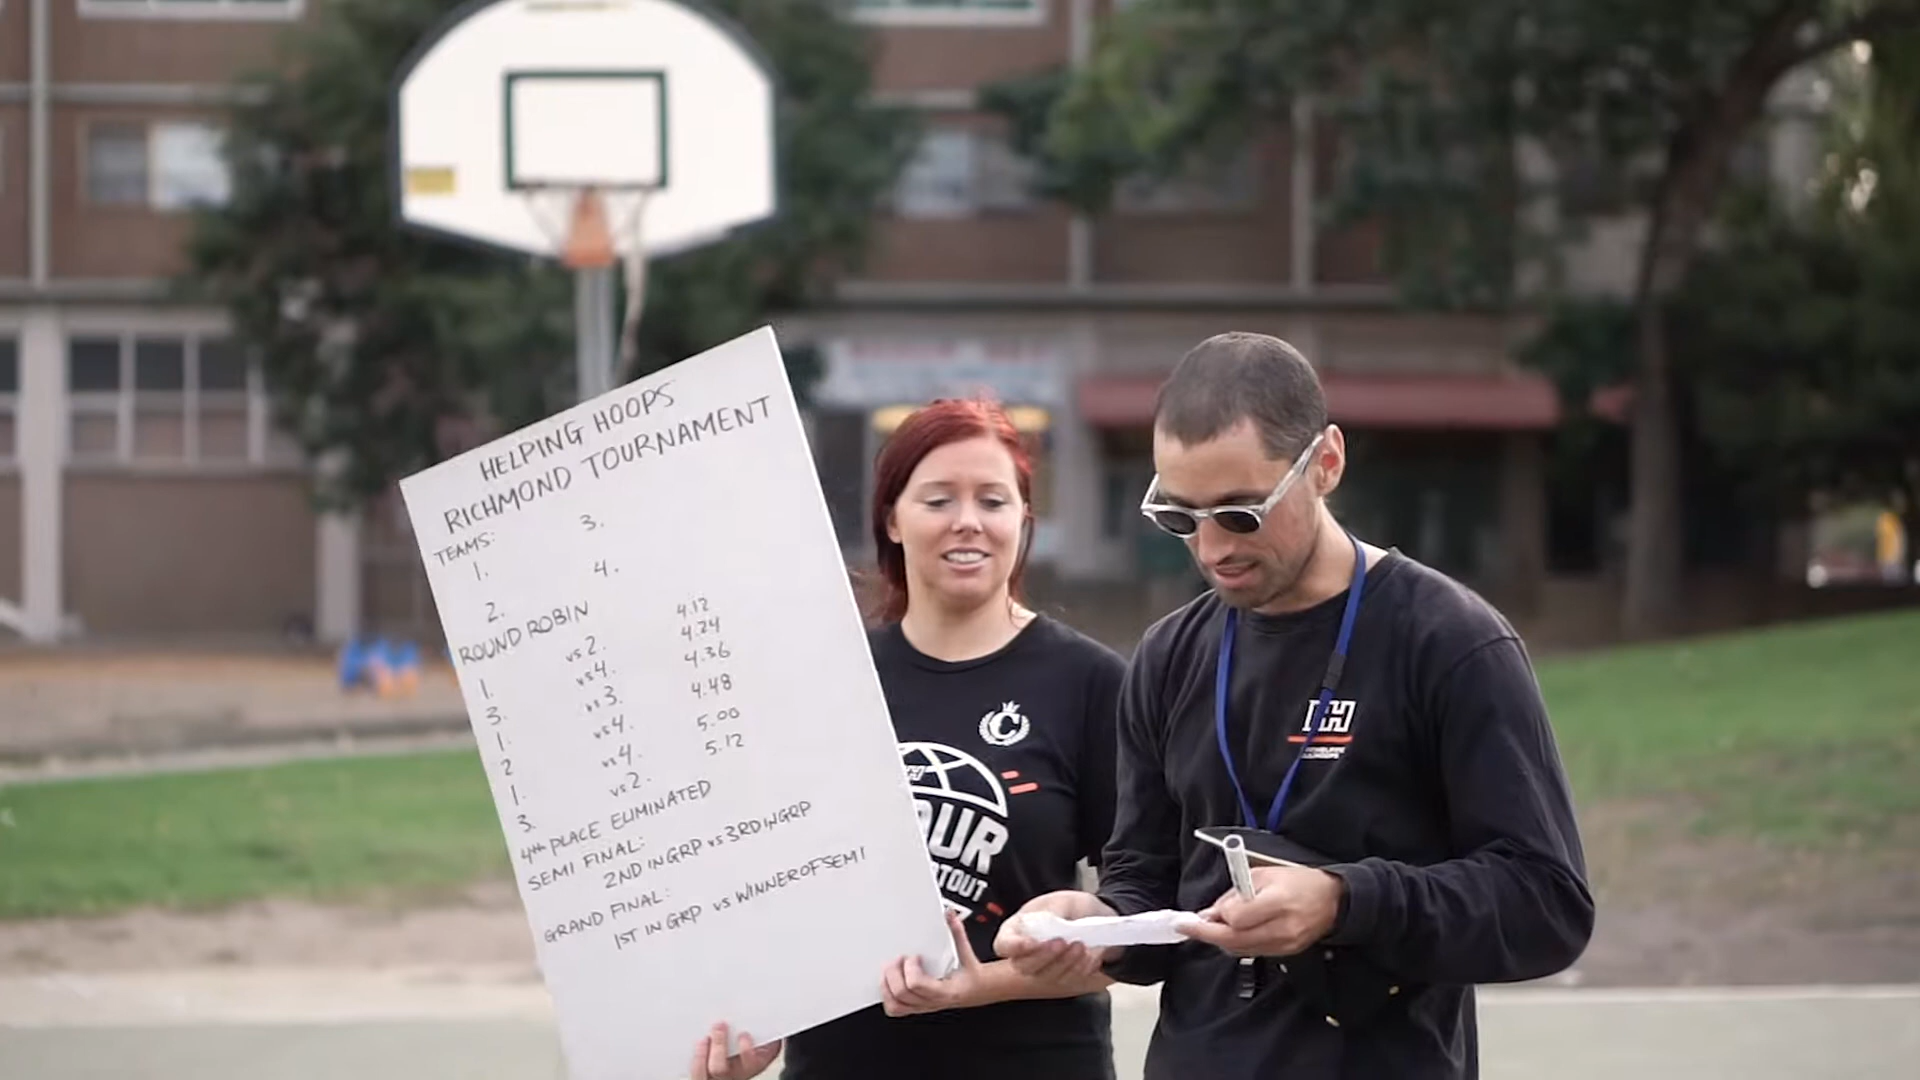 HELPING HOOPS
RICHMOND TOURNAMENT
TEAMS:
1.
2.
3.
4.
ROUND ROBIN
1. vs 2. 4.12
3. vs 4. 4.24
1. vs 3. 4.36
2 vs 4. 4.48
1. vs 4. 5.00
3. vs 2. 5.12
4th PLACE ELIMINATED
SEMI FINAL:
2ND IN GRP vs 3RD IN GRP
GRAND FINAL:
1ST IN GRP vs WINNER OF SEMI
C
HH